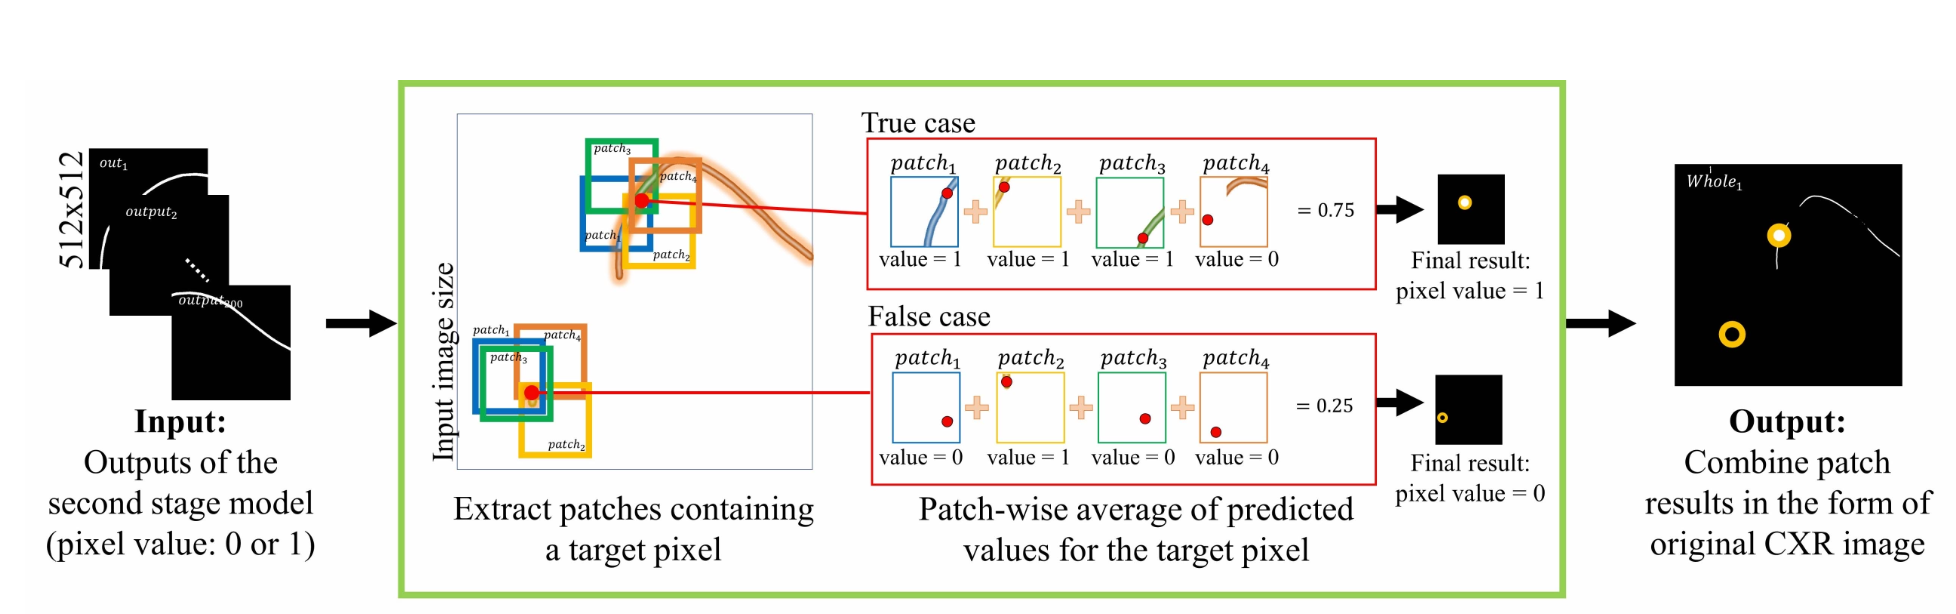 512x512
out₁
output₂
output₂₀₀
Input:
Outputs of the
second stage model
(pixel value: 0 or 1)
Input image size
patch₃
patch₄
patch₁
patch₂
patch₁
patch₄
patch₃
patch₂
Extract patches containing
a target pixel
True case
patch₁ patch₂ patch₃ patch₄
= 0.75
value = 1 value = 1 value = 1 value = 0
False case
patch₁ patch₂ patch₃ patch₄
= 0.25
value = 0 value = 1 value = 0 value = 0
Patch-wise average of predicted
values for the target pixel
Final result:
pixel value = 1
Final result:
pixel value = 0
Whole₁
Output:
Combine patch
results in the form of
original CXR image